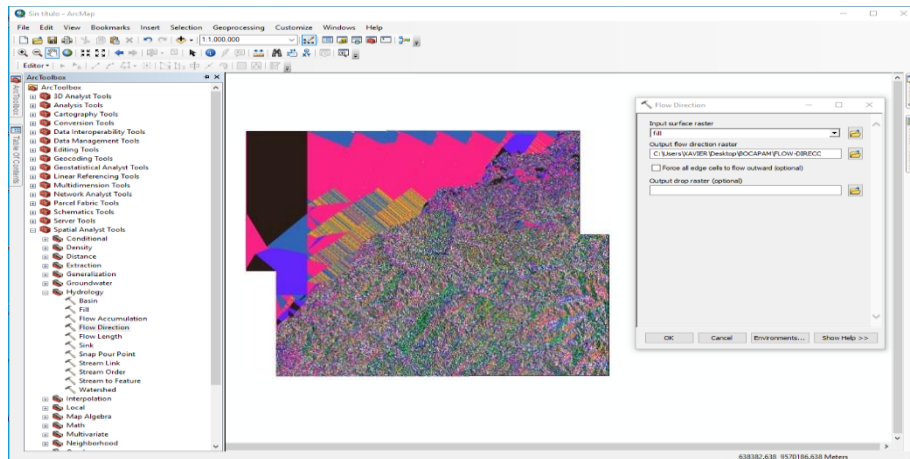 Sin título - ArcMap
File Edit View Bookmarks Insert Selection Geoprocessing Customize Windows Help
1:1.000.000
Editor
ArcToolbox
ArcToolbox
Table Of Contents
ArcToolbox
3D Analyst Tools
Analysis Tools
Cartography Tools
Conversion Tools
Data Interoperability Tools
Data Management Tools
Editing Tools
Geocoding Tools
Geostatistical Analyst Tools
Linear Referencing Tools
Multidimension Tools
Network Analyst Tools
Parcel Fabric Tools
Schematics Tools
Server Tools
Spatial Analyst Tools
Conditional
Density
Distance
Extraction
Generalization
Groundwater
Hydrology
Basin
Fill
Flow Accumulation
Flow Direction
Flow Length
Sink
Snap Pour Point
Stream Link
Stream Order
Stream to Feature
Watershed
Interpolation
Local
Map Algebra
Math
Multivariate
Neighborhood
Flow Direction
Input surface raster
fill
Output flow direction raster
C:\Users\XAVIER\Desktop\BOCAPAM\FLOW-DIRECC
Force all edge cells to flow outward (optional)
Output drop raster (optional)
OK Cancel Environments... Show Help >>
638382,638 9570186,638 Meters